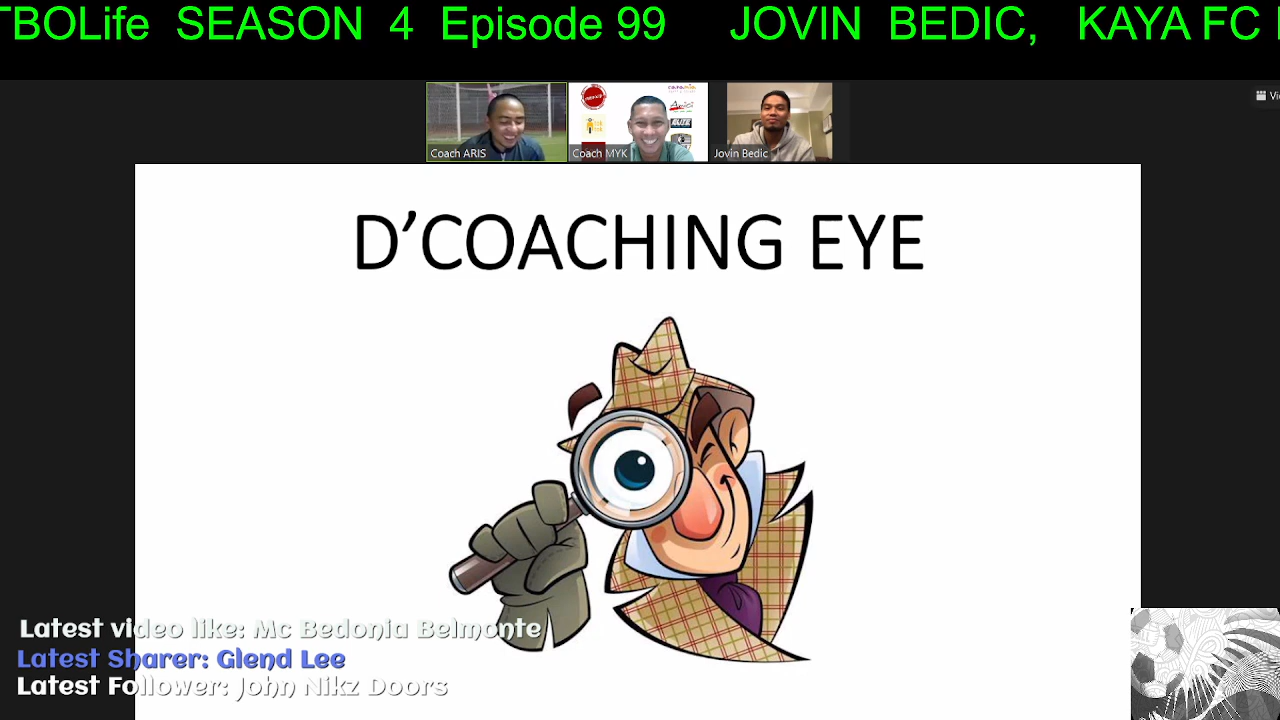 TBOLife SEASON 4 Episode 99 JOVIN BEDIC, KAYA FC
Coach ARIS
Coach MYK
Jovin Bedic
D'COACHING EYE
Latest video like: Mc Bedonia Belmonte
Latest Sharer: Glend Lee
Latest Follower: John Nikz Doors